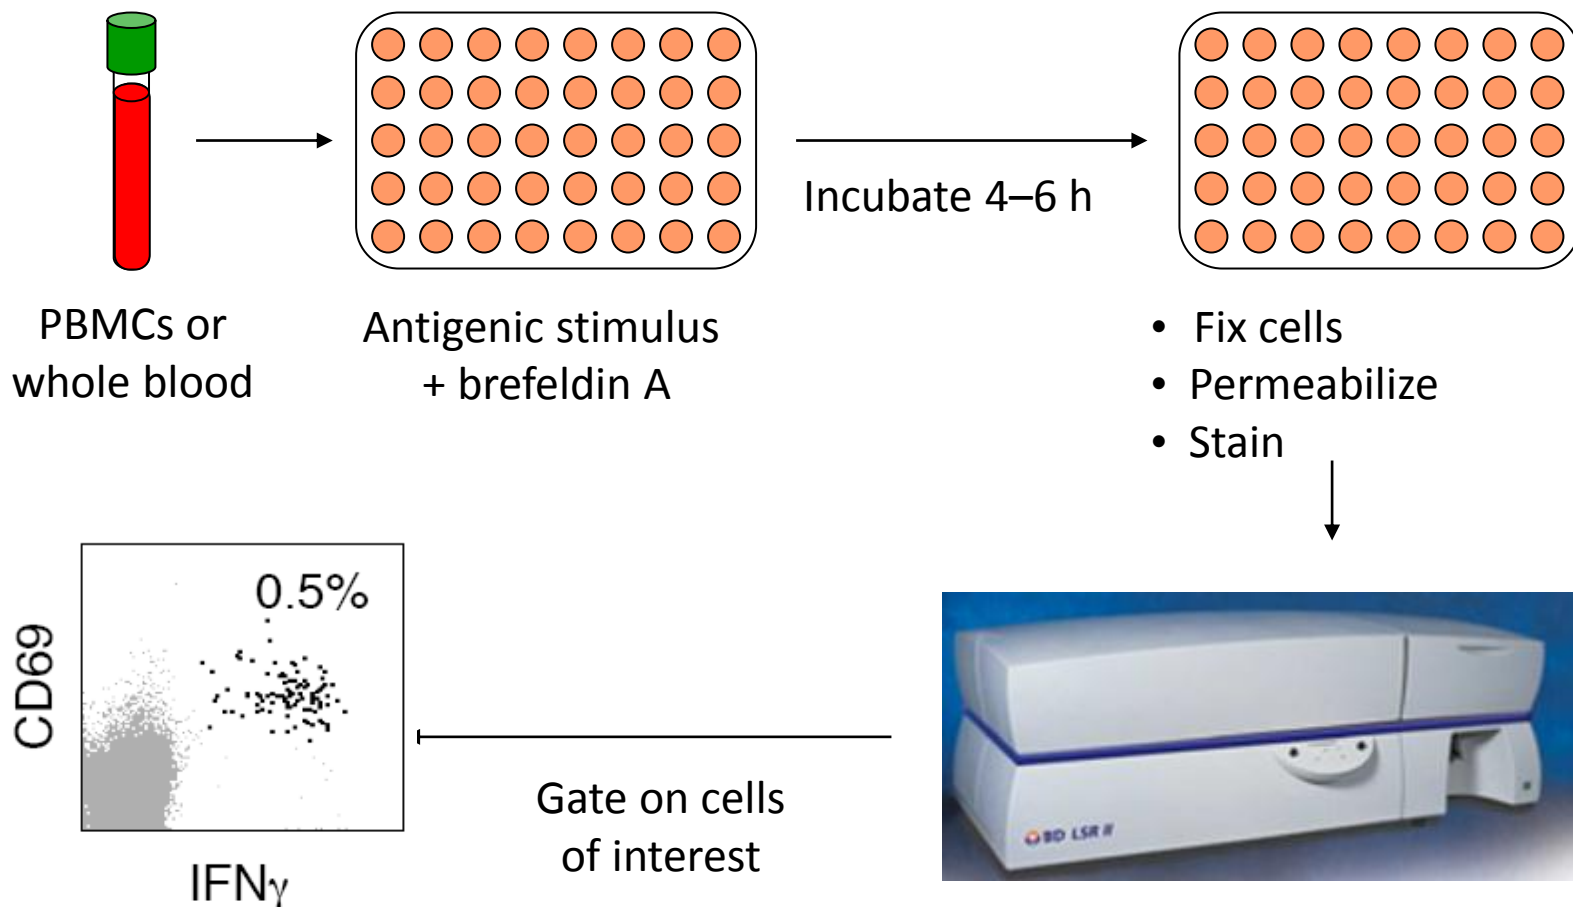 Incubate 4–6 h
PBMCs or
whole blood
Antigenic stimulus
+ brefeldin A
• Fix cells
• Permeabilize
• Stain
0.5%
CD69
IFNγ
Gate on cells
of interest
BD LSR II